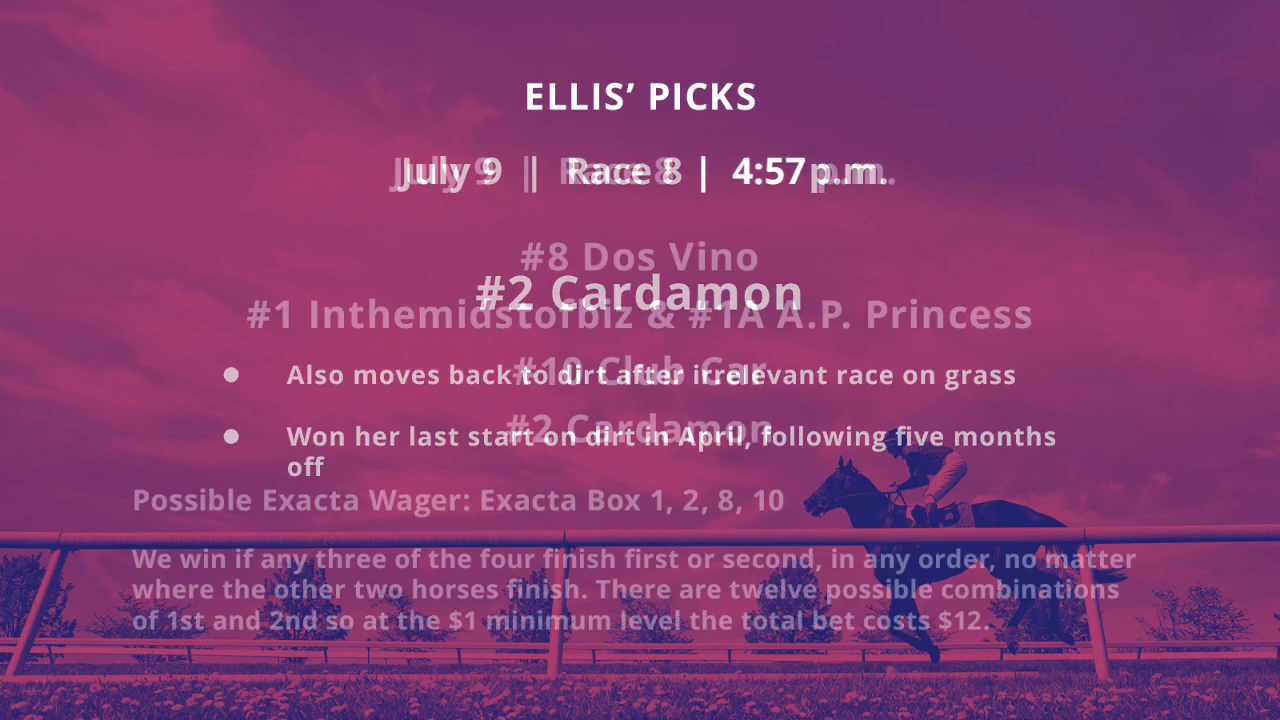 ELLIS’ PICKS
July 9 | Race 8 | 4:57 p.m.
#8 Dos Vino
#2 Cardamon
#1 Inthemidstofbiz & #1A A.P. Princess
#10 Club Car
● Also moves back to dirt after irrelevant race on grass
#2 Cardamon
● Won her last start on dirt in April, following five months
off
Possible Exacta Wager: Exacta Box 1, 2, 8, 10
We win if any three of the four finish first or second, in any order, no matter
where the other two horses finish. There are twelve possible combinations
of 1st and 2nd so at the $1 minimum level the total bet costs $12.